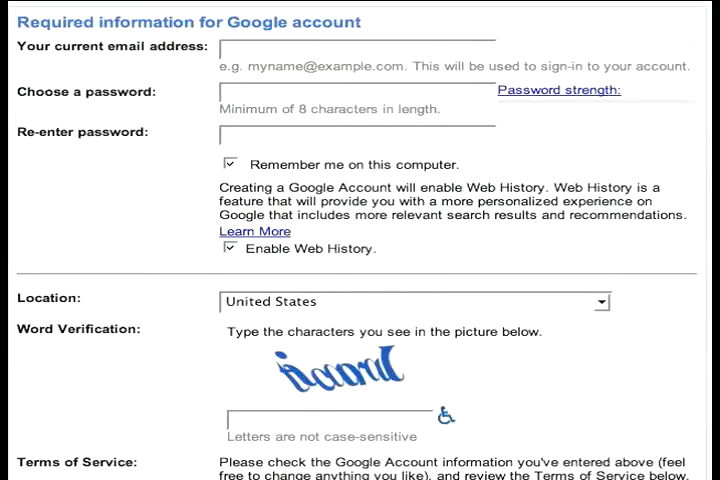 Required information for Google account
Your current email address:
e.g. myname@example.com. This will be used to sign-in to your account.
Choose a password:
Password strength:
Minimum of 8 characters in length.
Re-enter password:
Remember me on this computer.
Creating a Google Account will enable Web History. Web History is a
feature that will provide you with a more personalized experience on
Google that includes more relevant search results and recommendations.
Learn More
Enable Web History.
Location:
United States
Word Verification:
Type the characters you see in the picture below.
Letters are not case-sensitive
Terms of Service:
Please check the Google Account information you've entered above (feel
free to change anything you like), and review the Terms of Service below.